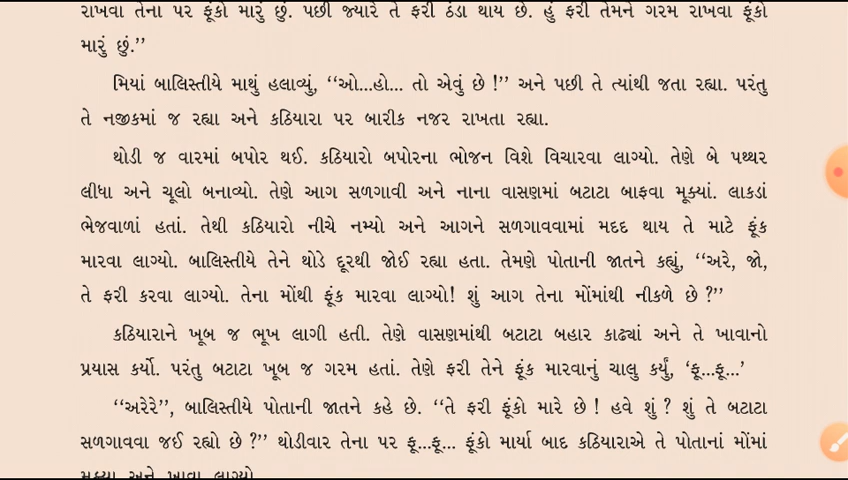 રાખવા તેના પર ફૂંકો મારું છું. પછી જ્યારે તે ફરી ઠંડા થાય છે. હું ફરી તેમને ગરમ રાખવા ફૂંકો
મારું છું.’’
મિયાં બાલિસ્તીયે માથું હલાવ્યું, ‘‘ઓ...હો... તો એવું છે !’’ અને પછી તે ત્યાંથી જતા રહ્યા. પરંતુ
તે નજીકમાં જ રહ્યા અને કઠિયારા પર બારીક નજર રાખતા રહ્યા.
થોડી જ વારમાં બપોર થઈ. કઠિયારો બપોરના ભોજન વિશે વિચારવા લાગ્યો. તેણે બે પથ્થર
લીધા અને ચૂલો બનાવ્યો. તેણે આગ સળગાવી અને નાના વાસણમાં બટાટા બાફવા મૂક્યાં. લાકડાં
ભેજવાળાં હતાં. તેથી કઠિયારો નીચે નમ્યો અને આગને સળગાવવામાં મદદ થાય તે માટે ફૂંક
મારવા લાગ્યો. બાલિસ્તીયે તેને થોડે દૂરથી જોઈ રહ્યા હતા. તેમણે પોતાની જાતને કહ્યું, ‘‘અરે, જો,
તે ફરી કરવા લાગ્યો. તેના મોંથી ફૂંક મારવા લાગ્યો! શું આગ તેના મોંમાંથી નીકળે છે ?’’
કઠિયારાને ખૂબ જ ભૂખ લાગી હતી. તેણે વાસણમાંથી બટાટા બહાર કાઢ્યાં અને તે ખાવાનો
પ્રયાસ કર્યો. પરંતુ બટાટા ખૂબ જ ગરમ હતાં. તેણે ફરી તેને ફૂંક મારવાનું ચાલુ કર્યું, ‘ફૂ...ફૂ...’
‘‘અરેરે’’, બાલિસ્તીયે પોતાની જાતને કહે છે. ‘‘તે ફરી ફૂંકો મારે છે ! હવે શું ? શું તે બટાટા
સળગાવવા જઈ રહ્યો છે ?’’ થોડીવાર તેના પર ફૂ...ફૂ... ફૂંકો માર્યા બાદ કઠિયારાએ તે પોતાનાં મોંમાં
મૂક્યા અને ખાવા લાગ્યો